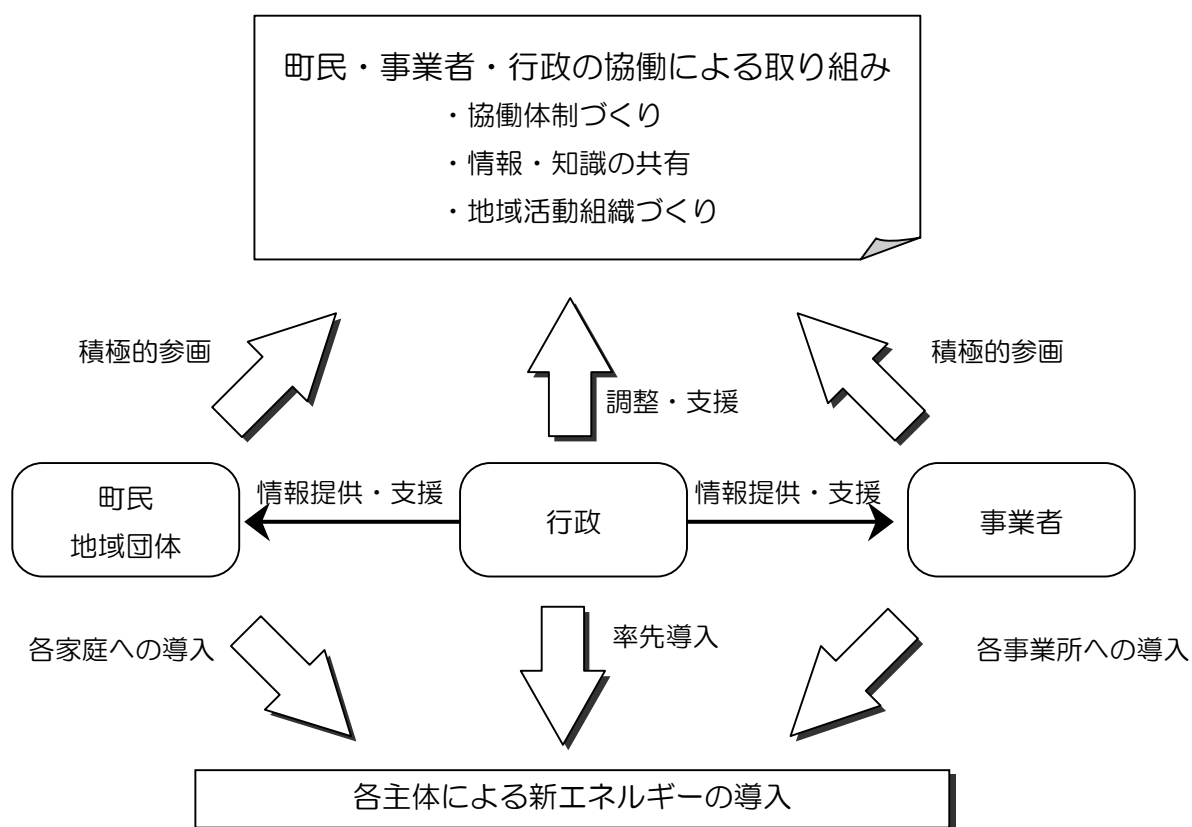 町民・事業者・行政の協働による取り組み
・協働体制づくり
・情報・知識の共有
・地域活動組織づくり
積極的参画
積極的参画
調整・支援
町民
地域団体
情報提供・支援
行政
情報提供・支援
事業者
各家庭への導入
率先導入
各事業所への導入
各主体による新エネルギーの導入